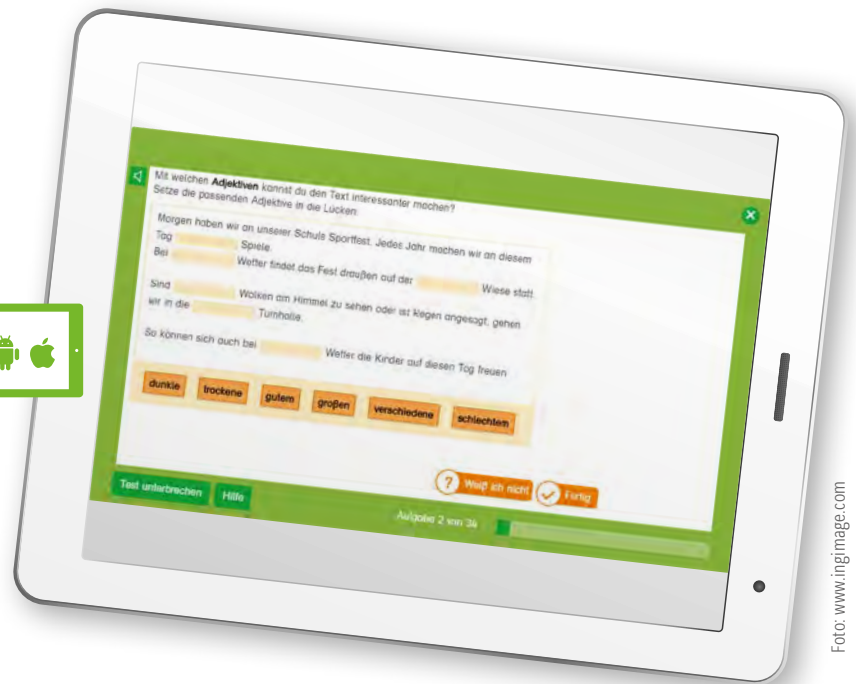 Mit welchen Adjektiven kannst du den Text interessanter machen?
Setze die passenden Adjektive in die Lücken.
Morgen haben wir an unserer Schule Sportfest. Jedes Jahr machen wir an diesem
Tag Spiele.
Bei Wetter findet das Fest draußen auf der Wiese statt.
Sind Wolken am Himmel zu sehen oder ist Regen angesagt, gehen
wir in die Turnhalle.
So können sich auch bei Wetter die Kinder auf diesen Tag freuen
dunkle trockene gutem großen verschiedene schlechtem
? Weiß ich nicht Fertig
Test unterbrechen Hilfe
Aufgabe 2 von 34
Foto: www.ingimage.com